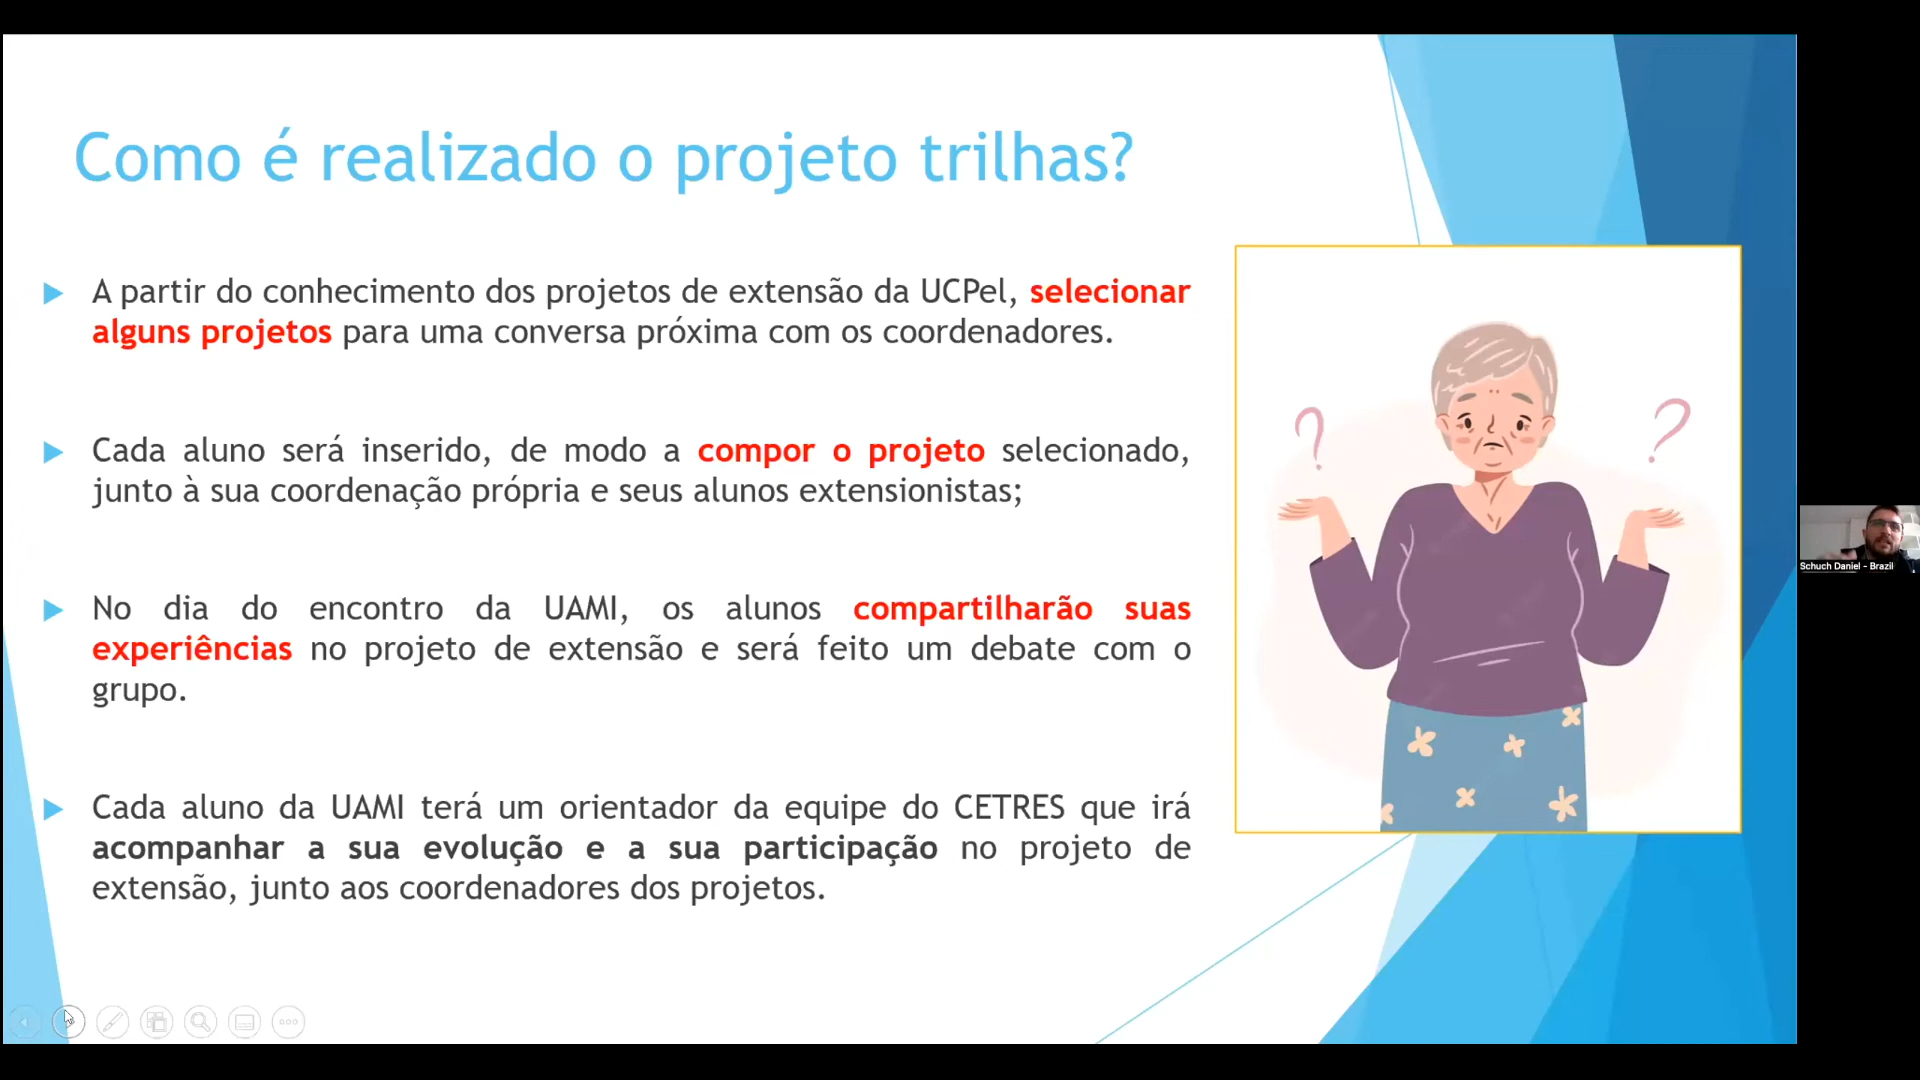 Como é realizado o projeto trilhas?
A partir do conhecimento dos projetos de extensão da UCPel, selecionar
alguns projetos para uma conversa próxima com os coordenadores.
Cada aluno será inserido, de modo a compor o projeto selecionado,
junto à sua coordenação própria e seus alunos extensionistas;
No dia do encontro da UAMI, os alunos compartilharão suas
experiências no projeto de extensão e será feito um debate com o
grupo.
Cada aluno da UAMI terá um orientador da equipe do CETRES que irá
acompanhar a sua evolução e a sua participação no projeto de
extensão, junto aos coordenadores dos projetos.
? ?
Schuch Daniel - Brazil